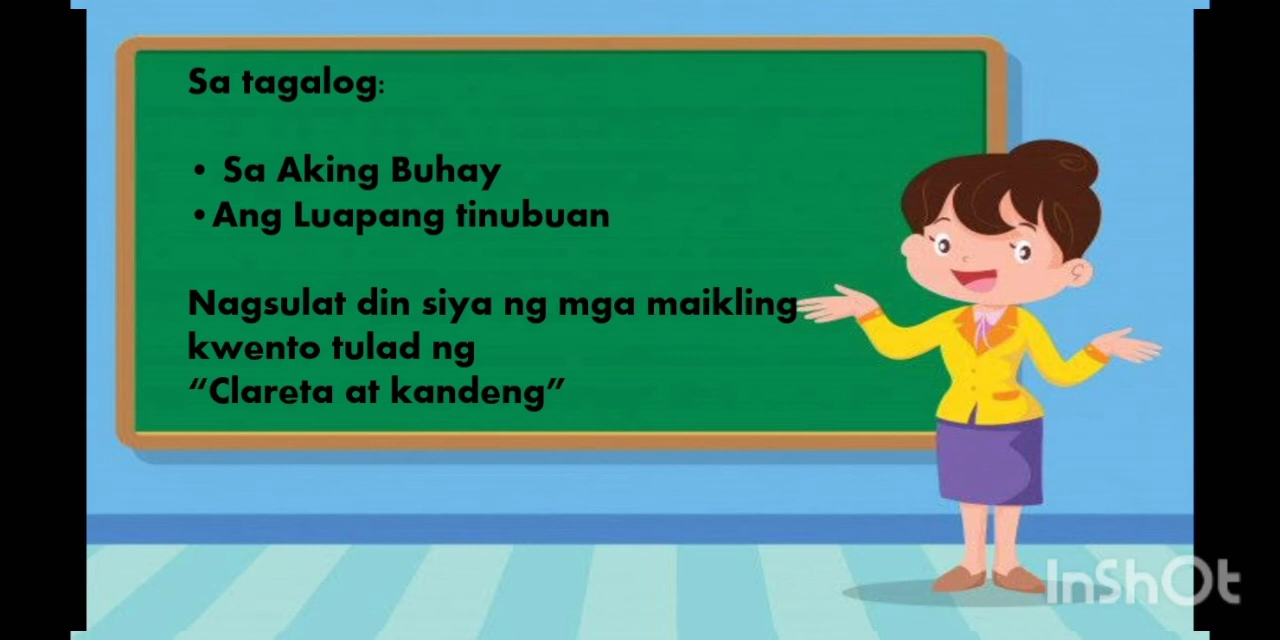 Sa tagalog:
• Sa Aking Buhay
•Ang Luapang tinubuan
Nagsulat din siya ng mga maikling
kwento tulad ng
“Clareta at kandeng”
InShOt